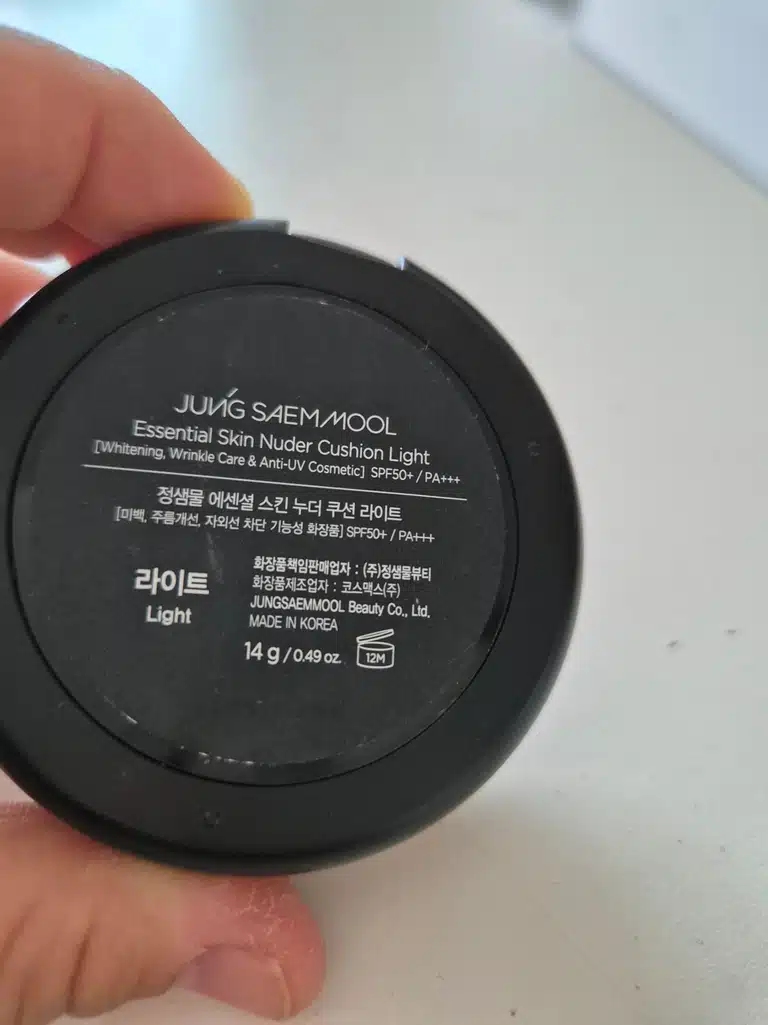 JUNG SAEMMOOL
Essential Skin Nuder Cushion Light
[Whitening, Wrinkle Care & Anti-UV Cosmetic] SPF50+ / PA+++
정샘물 에센셜 스킨 누더 쿠션 라이트
[미백, 주름개선, 자외선 차단 기능성 화장품] SPF50+ / PA+++
라이트
Light
화장품책임판매업자 : (주)정샘물뷰티
화장품제조업자 : 코스맥스(주)
JUNGSAEMMOOL Beauty Co., Ltd.
MADE IN KOREA
14 g / 0.49 oz.
12M